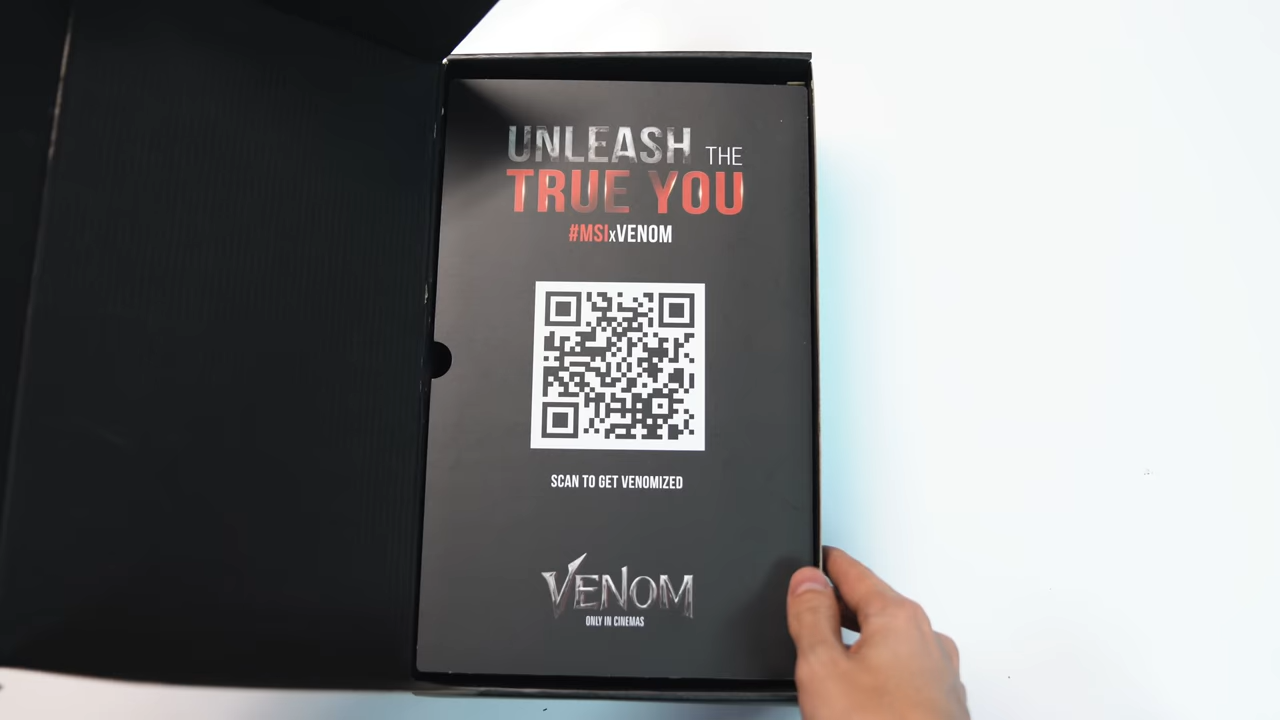 UNLEASH THE
TRUE YOU
#MSIxVENOM
SCAN TO GET VENOMIZED
VENOM
ONLY IN CINEMAS